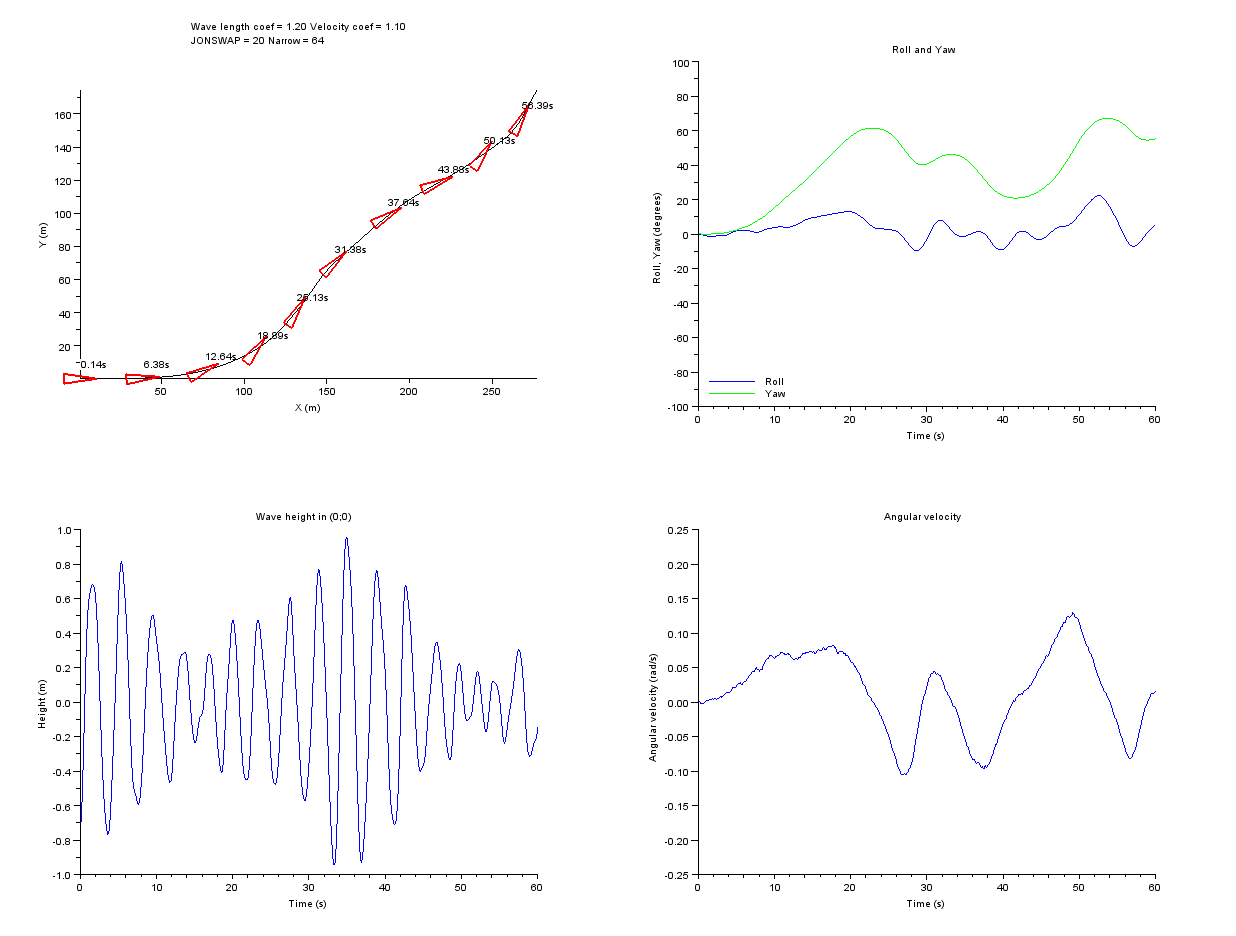 Wave length coef = 1.20 Velocity coef = 1.10
JONSWAP = 20 Narrow = 64
Y (m)
160
140
120
100
80
60
40
20
50
100
150
200
250
X (m)
0.14s
6.38s
12.64s
18.89s
25.13s
31.38s
37.64s
43.88s
50.13s
56.39s
Roll and Yaw
Roll, Yaw (degrees)
100
80
60
40
20
0
-20
-40
-60
-80
-100
Roll
Yaw
0
10
20
30
40
50
60
Time (s)
Wave height in (0;0)
Height (m)
1.0
0.8
0.6
0.4
0.2
0.0
-0.2
-0.4
-0.6
-0.8
-1.0
0
10
20
30
40
50
60
Time (s)
Angular velocity
Angular velocity (rad/s)
0.25
0.20
0.15
0.10
0.05
0.00
-0.05
-0.10
-0.15
-0.20
-0.25
0
10
20
30
40
50
60
Time (s)